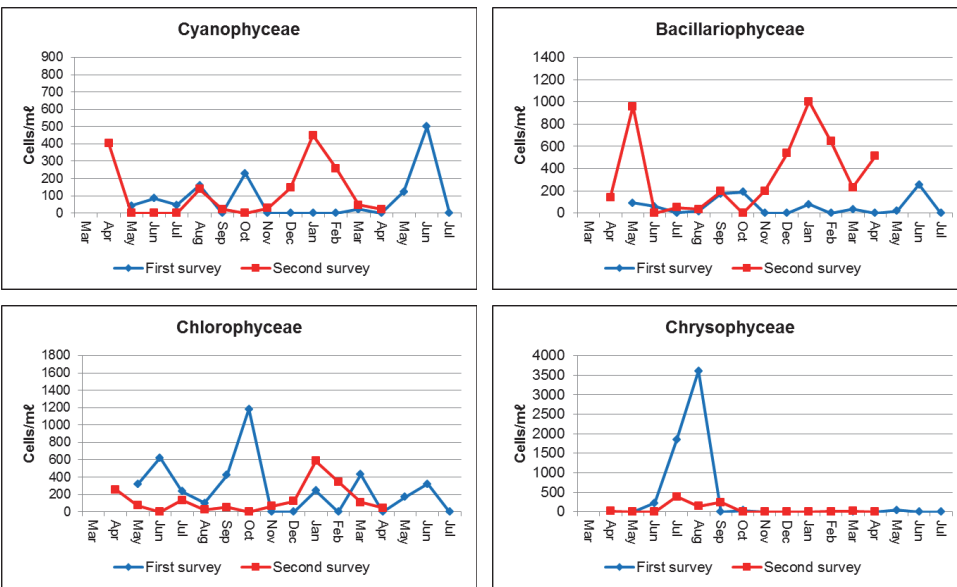 Cyanophyceae
Cells/mℓ
900
800
700
600
500
400
300
200
100
0
Mar Apr May Jun Jul Aug Sep Oct Nov Dec Jan Feb Mar Apr May Jun Jul
First survey Second survey
Bacillariophyceae
1400
1200
1000
800
600
400
200
0
Mar Apr May Jun Jul Aug Sep Oct Nov Dec Jan Feb Mar Apr May Jun Jul
First survey Second survey
Chlorophyceae
Cells/mℓ
1800
1600
1400
1200
1000
800
600
400
200
0
Mar Apr May Jun Jul Aug Sep Oct Nov Dec Jan Feb Mar Apr May Jun Jul
First survey Second survey
Chrysophyceae
Cells/mℓ
4000
3500
3000
2500
2000
1500
1000
500
0
Mar Apr May Jun Jul Aug Sep Oct Nov Dec Jan Feb Mar Apr May Jun Jul
First survey Second survey